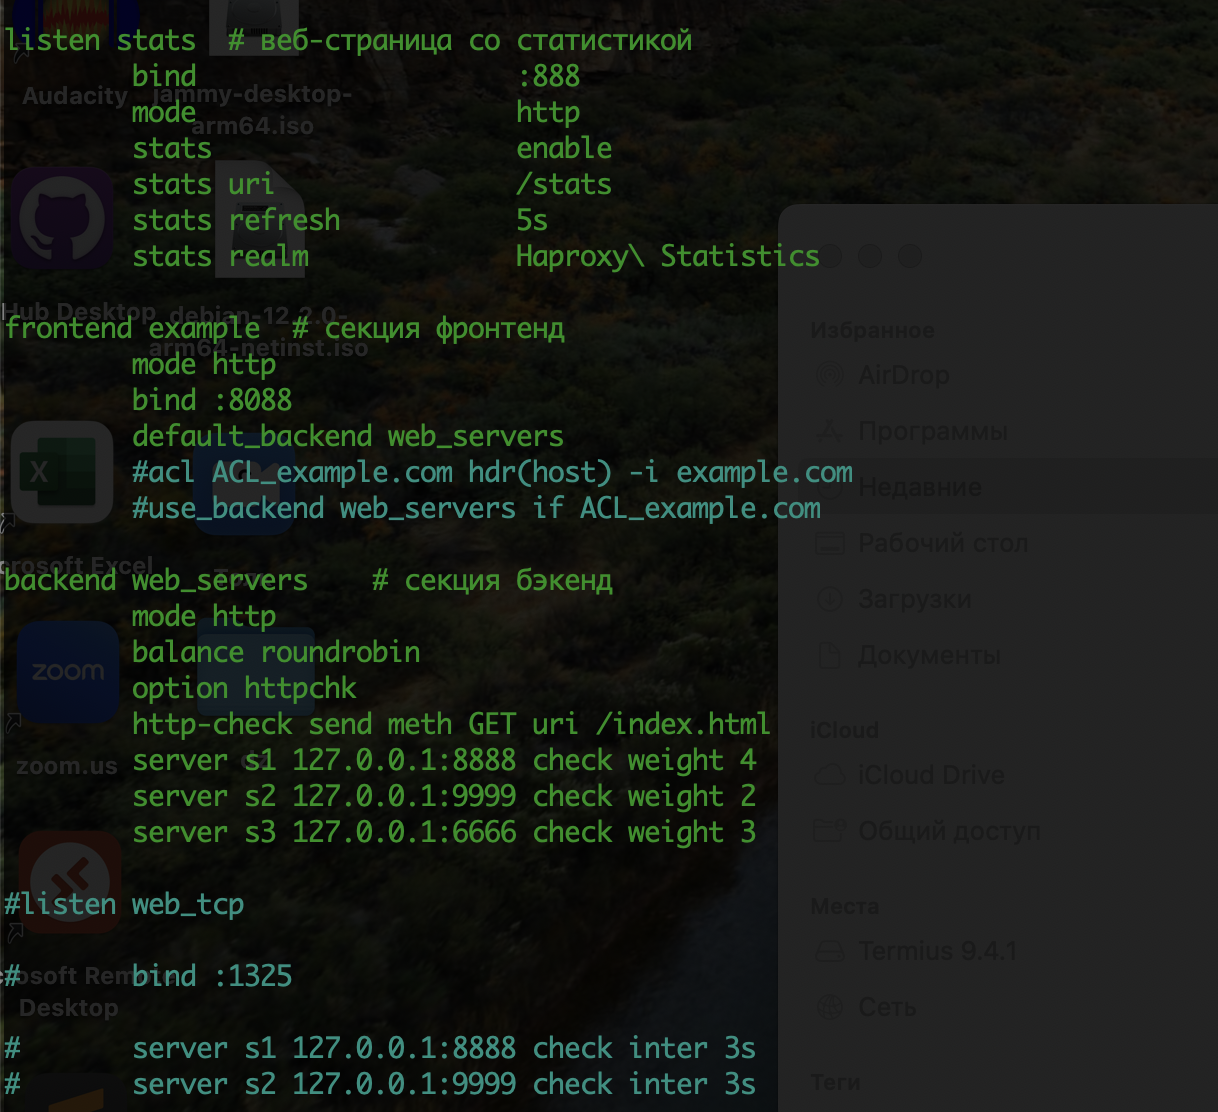 listen stats  # веб-страница со статистикой
        bind                    :888
        mode                    http
        stats                   enable
        stats uri               /stats
        stats refresh           5s
        stats realm             Haproxy\ Statistics
frontend example  # секция фронтенд
        mode http
        bind :8088
        default_backend web_servers
        #acl ACL_example.com hdr(host) -i example.com
        #use_backend web_servers if ACL_example.com
backend web_servers    # секция бэкенд
        mode http
        balance roundrobin
        option httpchk
        http-check send meth GET uri /index.html
        server s1 127.0.0.1:8888 check weight 4
        server s2 127.0.0.1:9999 check weight 2
        server s3 127.0.0.1:6666 check weight 3
#listen web_tcp
#       bind :1325
#       server s1 127.0.0.1:8888 check inter 3s
#       server s2 127.0.0.1:9999 check inter 3s
Audacity
jammy-desktop-
arm64.iso
Hub Desktop
debian-12.2.0-
arm64-netinst.iso
X
crosoft Excel
zoom
zoom.us
osoft Remote
Desktop
Избранное
AirDrop
Программы
Недавние
Рабочий стол
Загрузки
Документы
iCloud
iCloud Drive
Общий доступ
Места
Termius 9.4.1
Сеть
Теги